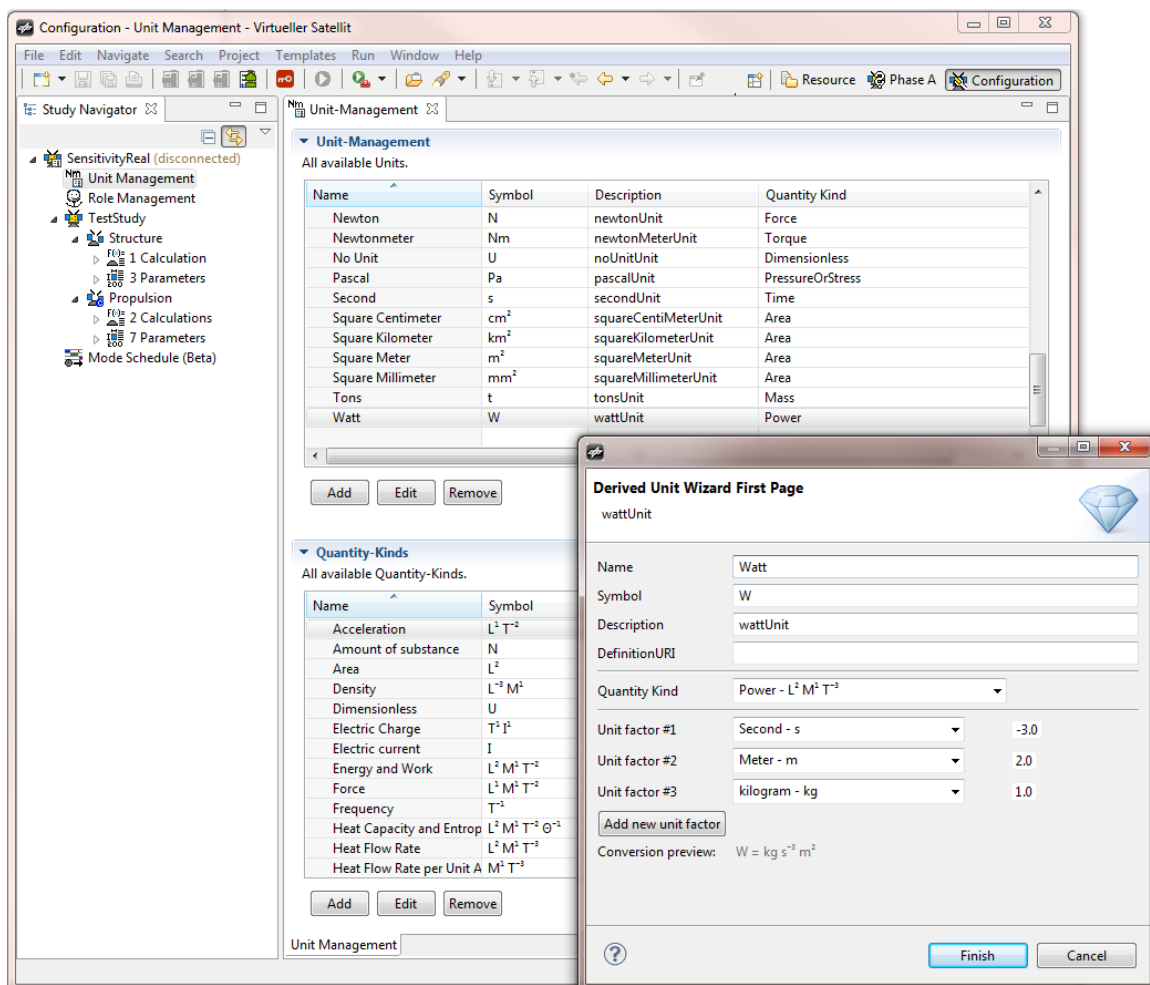 Configuration - Unit Management - Virtueller Satellit
File Edit Navigate Search Project Templates Run Window Help
Resource Phase A Configuration
Study Navigator
SensitivityReal (disconnected)
Unit Management
Role Management
TestStudy
Structure
1 Calculation
3 Parameters
Propulsion
2 Calculations
7 Parameters
Mode Schedule (Beta)
Unit-Management
Unit-Management
All available Units.
Name Symbol Description Quantity Kind
Newton N newtonUnit Force
Newtonmeter Nm newtonMeterUnit Torque
No Unit U noUnitUnit Dimensionless
Pascal Pa pascalUnit PressureOrStress
Second s secondUnit Time
Square Centimeter cm² squareCentiMeterUnit Area
Square Kilometer km² squareKilometerUnit Area
Square Meter m² squareMeterUnit Area
Square Millimeter mm² squareMillimeterUnit Area
Tons t tonsUnit Mass
Watt W wattUnit Power
Add Edit Remove
Quantity-Kinds
All available Quantity-Kinds.
Name Symbol
Acceleration L¹ T⁻²
Amount of substance N
Area L²
Density L⁻³ M¹
Dimensionless U
Electric Charge T¹ I¹
Electric current I
Energy and Work L² M¹ T⁻²
Force L¹ M¹ T⁻²
Frequency T⁻¹
Heat Capacity and Entrop L² M¹ T⁻² Θ⁻¹
Heat Flow Rate L² M¹ T⁻³
Heat Flow Rate per Unit A M¹ T⁻³
Add Edit Remove
Unit Management
Derived Unit Wizard First Page
wattUnit
Name Watt
Symbol W
Description wattUnit
DefinitionURI
Quantity Kind Power - L² M¹ T⁻³
Unit factor #1 Second - s -3.0
Unit factor #2 Meter - m 2.0
Unit factor #3 kilogram - kg 1.0
Add new unit factor
Conversion preview: W = kg s⁻³ m²
Finish Cancel